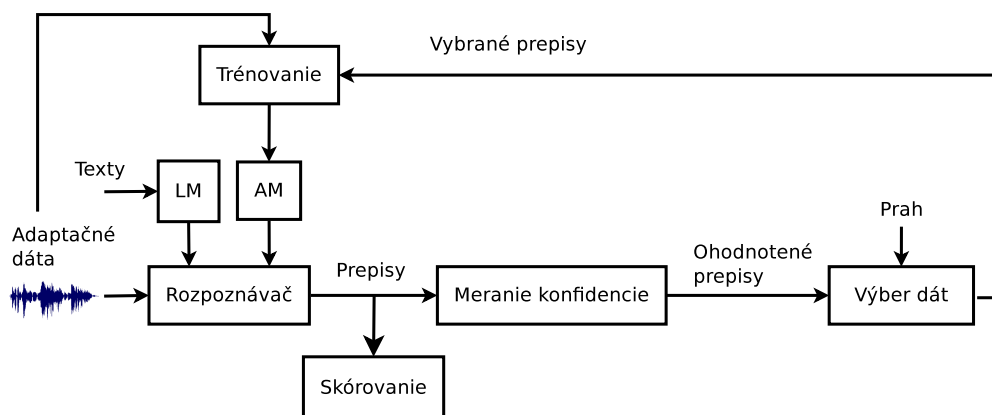 Vybrané prepisy
Trénovanie
Texty
LM
AM
Prah
Adaptačné
dáta
Ohodnotené
prepisy
Prepisy
Rozpoznávač
Meranie konfidencie
Výber dát
Skórovanie